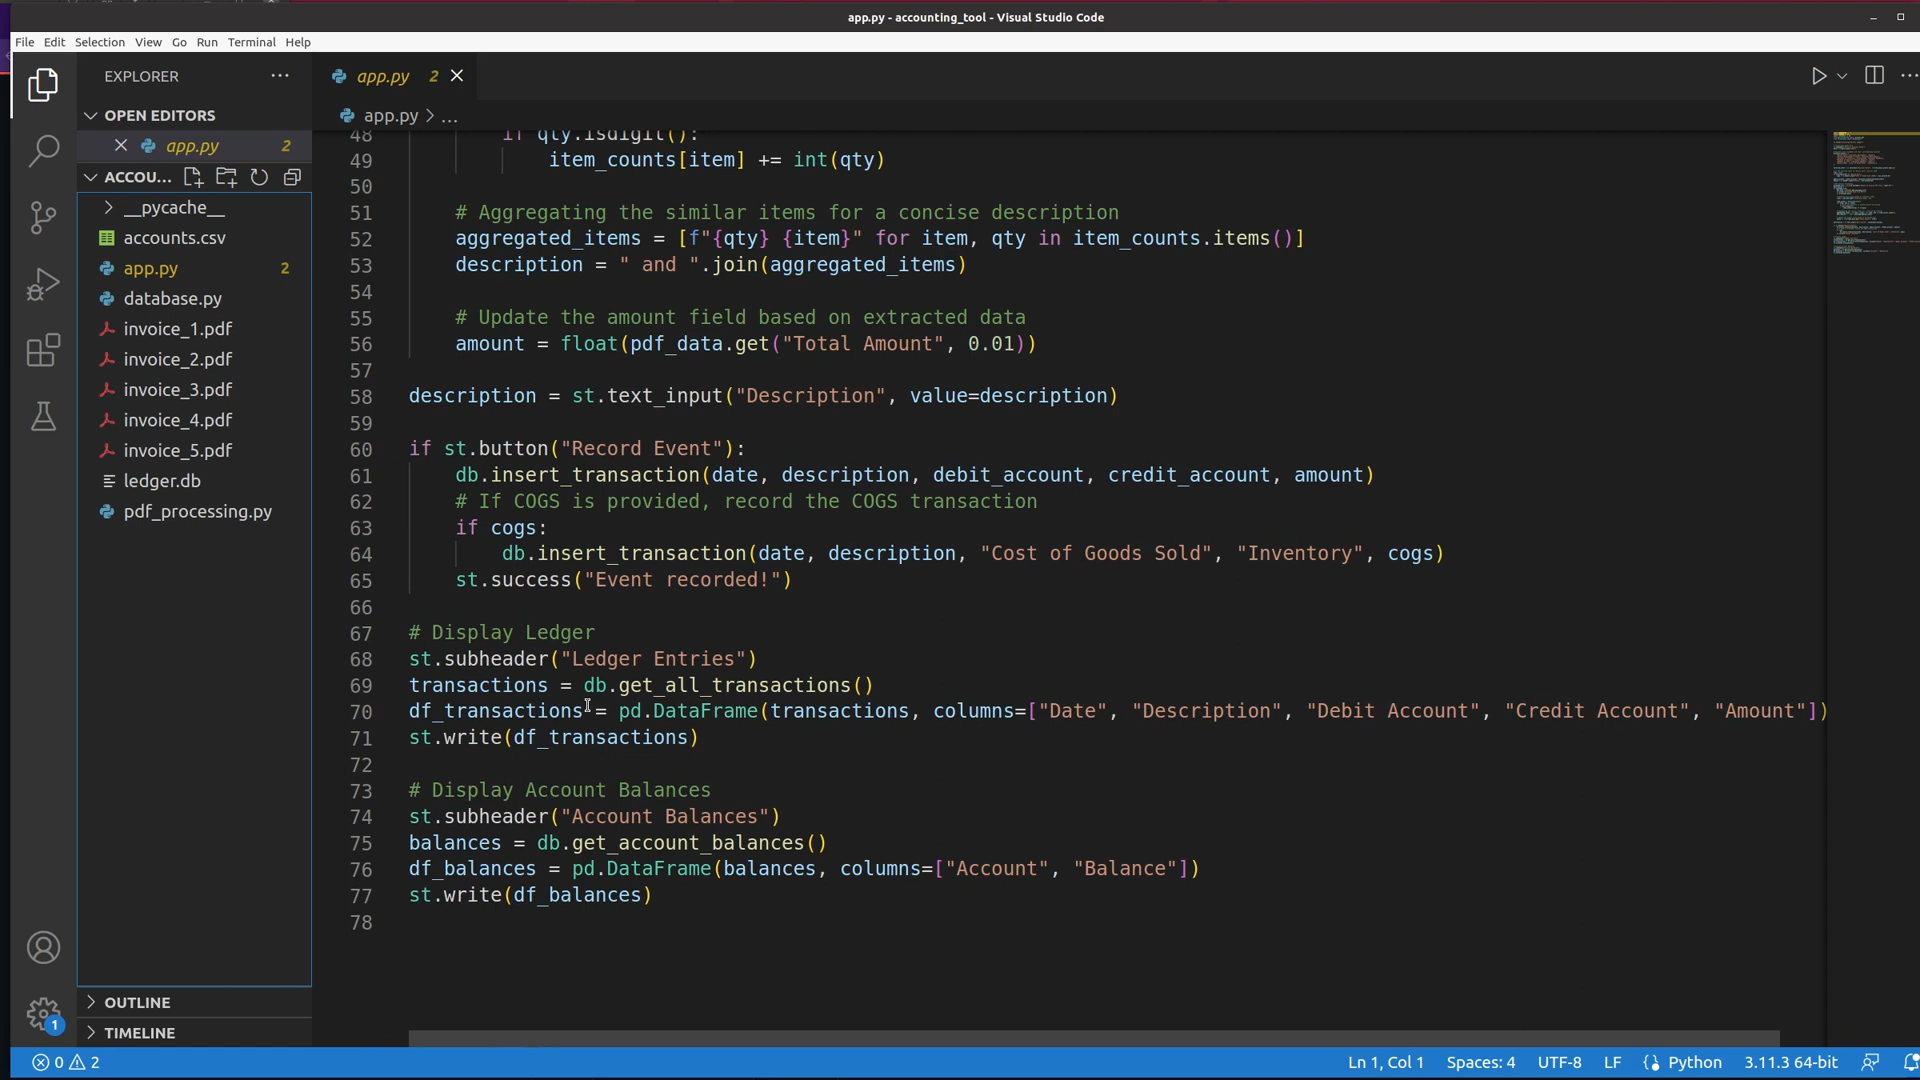 app.py - accounting_tool - Visual Studio Code
File Edit Selection View Go Run Terminal Help
EXPLORER
OPEN EDITORS
app.py 2
ACCOU...
__pycache__
accounts.csv
app.py 2
database.py
invoice_1.pdf
invoice_2.pdf
invoice_3.pdf
invoice_4.pdf
invoice_5.pdf
ledger.db
pdf_processing.py
OUTLINE
TIMELINE
1
app.py 2
app.py > ...
48 if qty.isdigit():
49 item_counts[item] += int(qty)
50
51 # Aggregating the similar items for a concise description
52 aggregated_items = [f"{qty} {item}" for item, qty in item_counts.items()]
53 description = " and ".join(aggregated_items)
54
55 # Update the amount field based on extracted data
56 amount = float(pdf_data.get("Total Amount", 0.01))
57
58 description = st.text_input("Description", value=description)
59
60 if st.button("Record Event"):
61 db.insert_transaction(date, description, debit_account, credit_account, amount)
62 # If COGS is provided, record the COGS transaction
63 if cogs:
64 db.insert_transaction(date, description, "Cost of Goods Sold", "Inventory", cogs)
65 st.success("Event recorded!")
66
67 # Display Ledger
68 st.subheader("Ledger Entries")
69 transactions = db.get_all_transactions()
70 df_transactions = pd.DataFrame(transactions, columns=["Date", "Description", "Debit Account", "Credit Account", "Amount"])
71 st.write(df_transactions)
72
73 # Display Account Balances
74 st.subheader("Account Balances")
75 balances = db.get_account_balances()
76 df_balances = pd.DataFrame(balances, columns=["Account", "Balance"])
77 st.write(df_balances)
78
0 2 Ln 1, Col 1 Spaces: 4 UTF-8 LF Python 3.11.3 64-bit